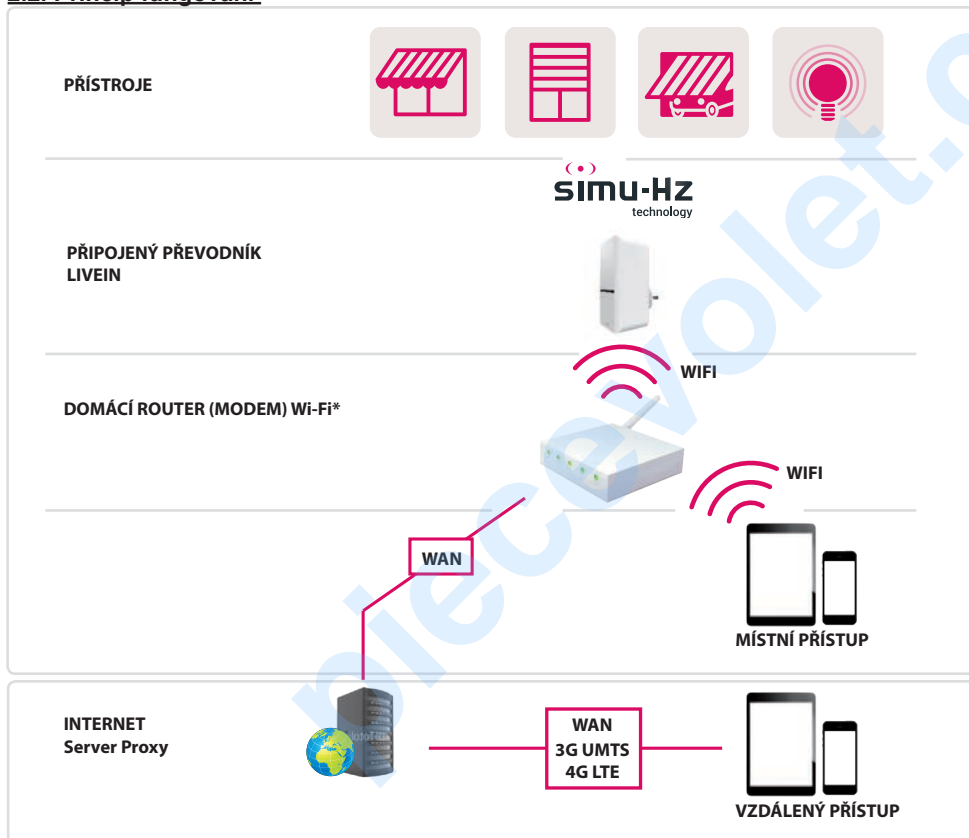 PŘÍSTROJE
simu-Hz
technology
PŘIPOJENÝ PŘEVODNÍK
LIVEIN
WIFI
DOMÁCÍ ROUTER (MODEM) Wi-Fi*
WIFI
WAN
MÍSTNÍ PŘÍSTUP
INTERNET
Server Proxy
WAN
3G UMTS
4G LTE
VZDÁLENÝ PŘÍSTUP
piecevolet.c